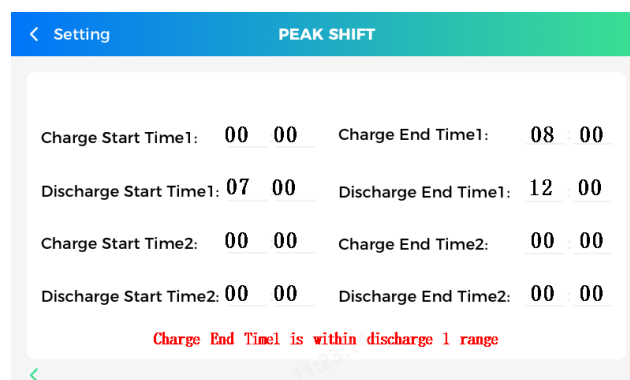 Setting PEAK SHIFT
Charge Start Time1: 00 00 Charge End Time1: 08 : 00
Discharge Start Time1: 07 00 Discharge End Time1: 12 : 00
Charge Start Time2: 00 00 Charge End Time2: 00 : 00
Discharge Start Time2: 00 00 Discharge End Time2: 00 : 00
Charge End Time1 is within discharge 1 range